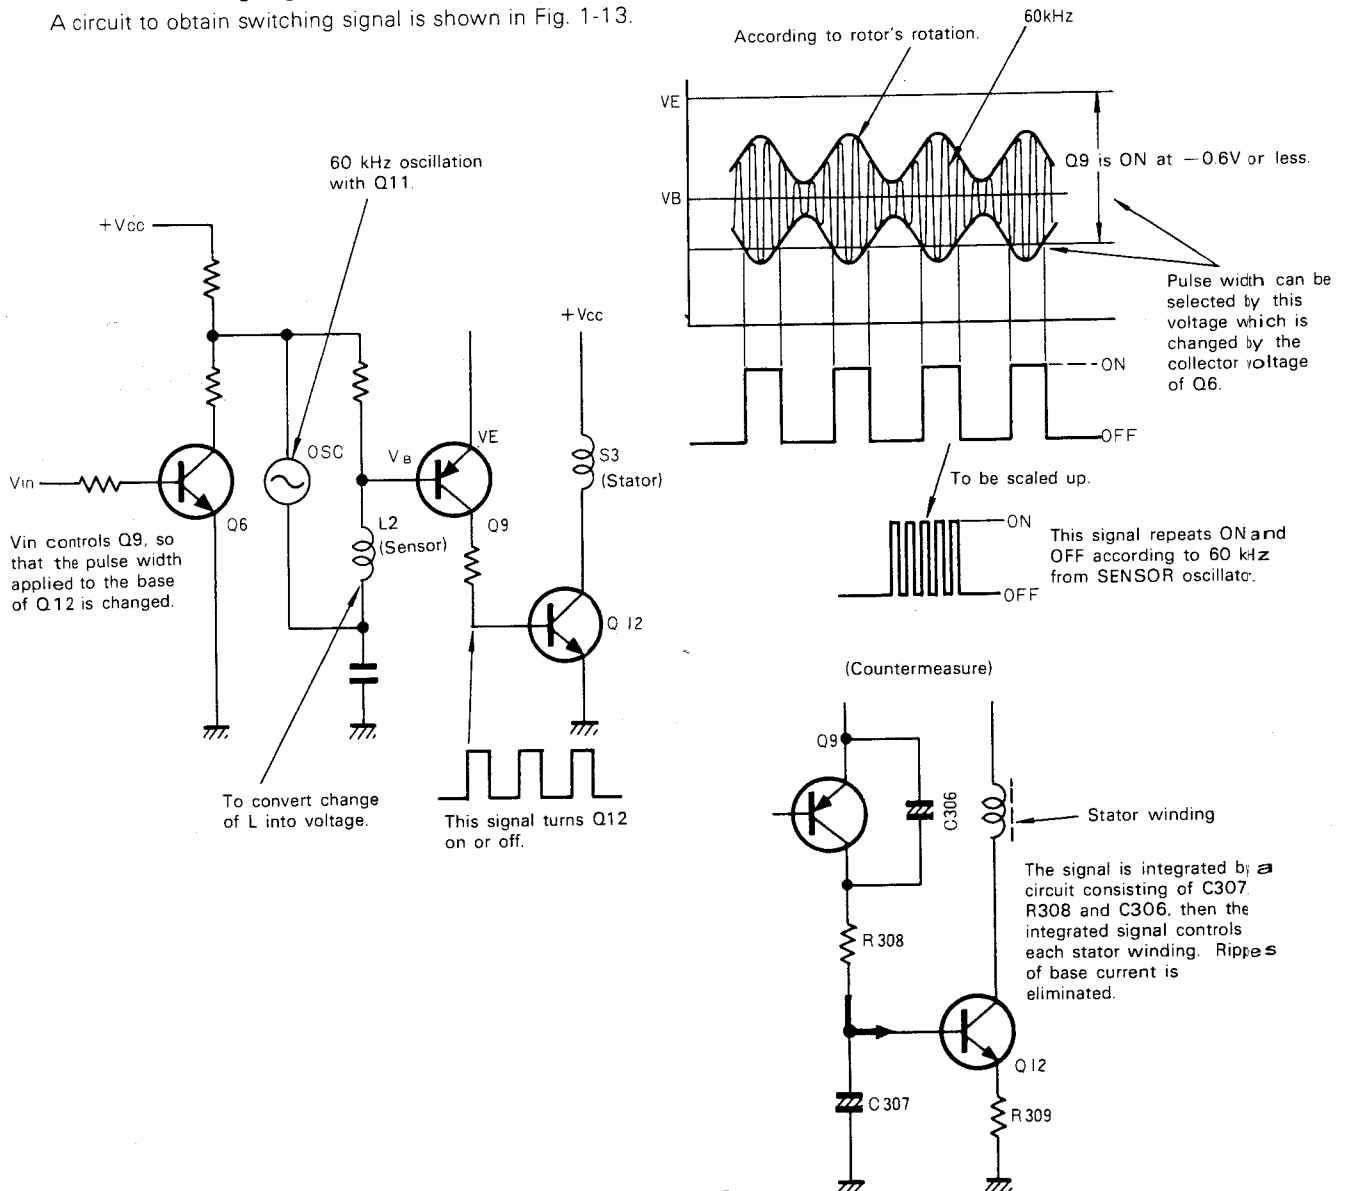 A circuit to obtain switching signal is shown in Fig. 1-13.
60 kHz oscillation
with Q11.
+Vcc
OSC
Vin
Q6
Vin controls Q9, so
that the pulse width
applied to the base
of Q12 is changed.
VB
VE
Q9
L2
(Sensor)
+Vcc
S3
(Stator)
Q 12
To convert change
of L into voltage.
This signal turns Q12
on or off.
According to rotor's rotation.
60kHz
VE
VB
Q9 is ON at −0.6V or less.
Pulse width can be
selected by this
voltage which is
changed by the
collector voltage
of Q6.
ON
OFF
To be scaled up.
ON
OFF
This signal repeats ON and
OFF according to 60 kHz
from SENSOR oscillator.
(Countermeasure)
Q9
C306
Stator winding
The signal is integrated by a
circuit consisting of C307,
R308 and C306, then the
integrated signal controls
each stator winding. Rippes
of base current is
eliminated.
R308
Q12
C307
R309